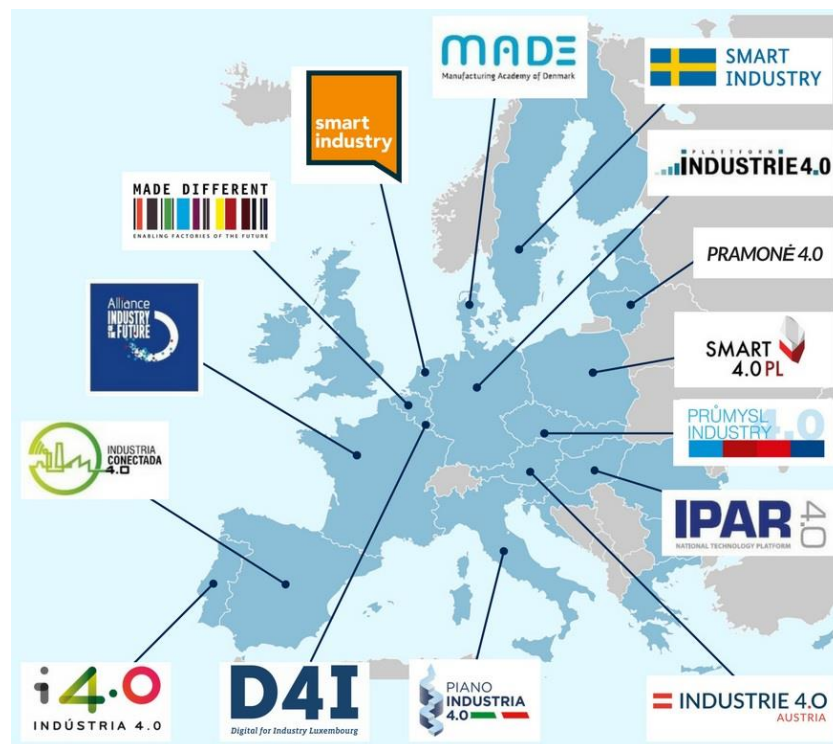 MADE
Manufacturing Academy of Denmark
SMART
INDUSTRY
smart
industry
PLATTFORM
INDUSTRIE4.0
MADE DIFFERENT
ENABLING FACTORIES OF THE FUTURE
PRAMONĖ 4.0
Alliance
INDUSTRY
OF THE
FUTURE
SMART
4.0 PL
PRŮMYSL
INDUSTRY 4.0
INDUSTRIA
CONECTADA
4.0
IPAR 4.0
NATIONAL TECHNOLOGY PLATFORM
i4.0
INDÚSTRIA 4.0
D4I
Digital for Industry Luxembourg
PIANO
INDUSTRIA
4.0
INDUSTRIE 4.0
AUSTRIA